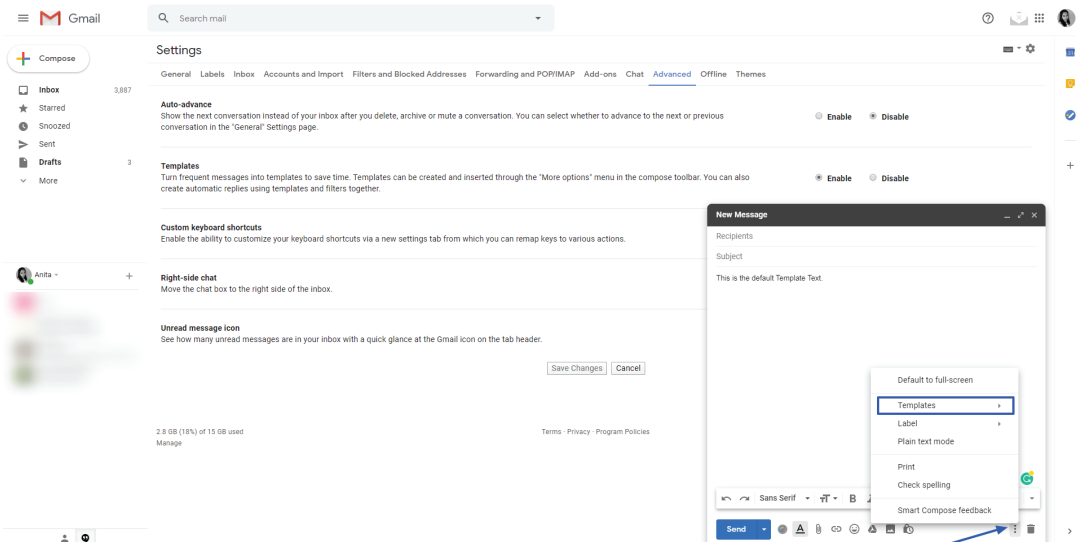 Gmail
Search mail
Compose
Inbox 3,887
Starred
Snoozed
Sent
Drafts 3
More
Anita
Settings
General Labels Inbox Accounts and Import Filters and Blocked Addresses Forwarding and POP/IMAP Add-ons Chat Advanced Offline Themes
Auto-advance
Show the next conversation instead of your inbox after you delete, archive or mute a conversation. You can select whether to advance to the next or previous
conversation in the "General" Settings page.
Enable Disable
Templates
Turn frequent messages into templates to save time. Templates can be created and inserted through the "More options" menu in the compose toolbar. You can also
create automatic replies using templates and filters together.
Enable Disable
Custom keyboard shortcuts
Enable the ability to customize your keyboard shortcuts via a new settings tab from which you can remap keys to various actions.
Right-side chat
Move the chat box to the right side of the inbox.
Unread message icon
See how many unread messages are in your inbox with a quick glance at the Gmail icon on the tab header.
Save Changes Cancel
2.8 GB (18%) of 15 GB used
Manage
Terms · Privacy · Program Policies
New Message
Recipients
Subject
This is the default Template Text.
Default to full-screen
Templates
Label
Plain text mode
Print
Check spelling
Smart Compose feedback
Sans Serif B
Send A